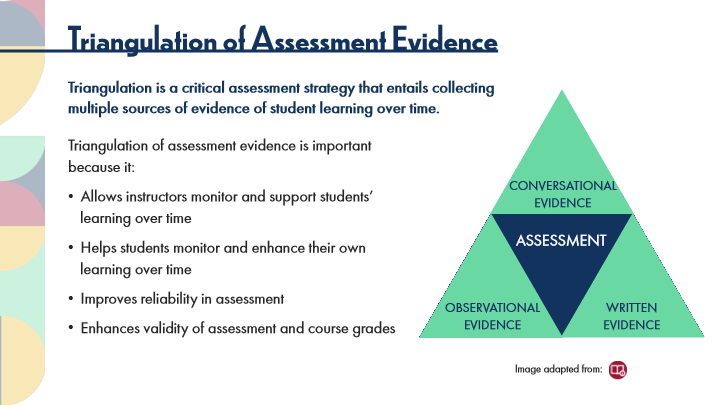 Triangulation of Assessment Evidence
Triangulation is a critical assessment strategy that entails collecting
multiple sources of evidence of student learning over time.
Triangulation of assessment evidence is important
because it:
• Allows instructors monitor and support students'
learning over time
• Helps students monitor and enhance their own
learning over time
• Improves reliability in assessment
• Enhances validity of assessment and course grades
CONVERSATIONAL
EVIDENCE
ASSESSMENT
OBSERVATIONAL
EVIDENCE
WRITTEN
EVIDENCE
Image adapted from: